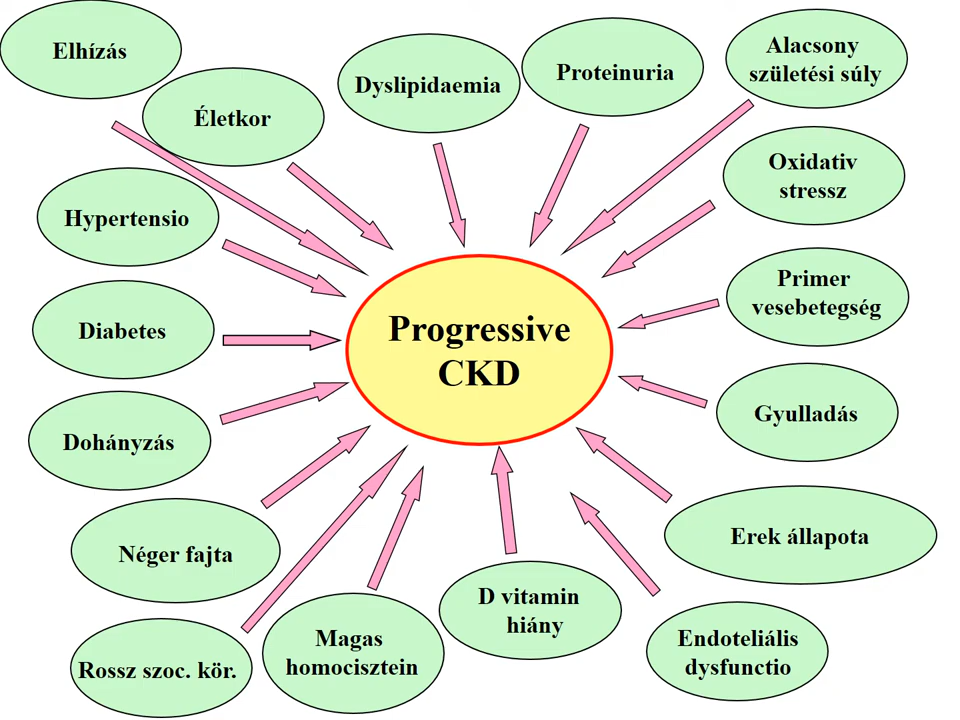 Elhízás
Életkor
Dyslipidaemia
Proteinuria
Alacsony
születési súly
Oxidativ
stressz
Hypertensio
Primer
vesebetegség
Diabetes
Progressive
CKD
Gyulladás
Dohányzás
Erek állapota
Néger fajta
D vitamin
hiány
Endoteliális
dysfunctio
Magas
homocisztein
Rossz szoc. kör.